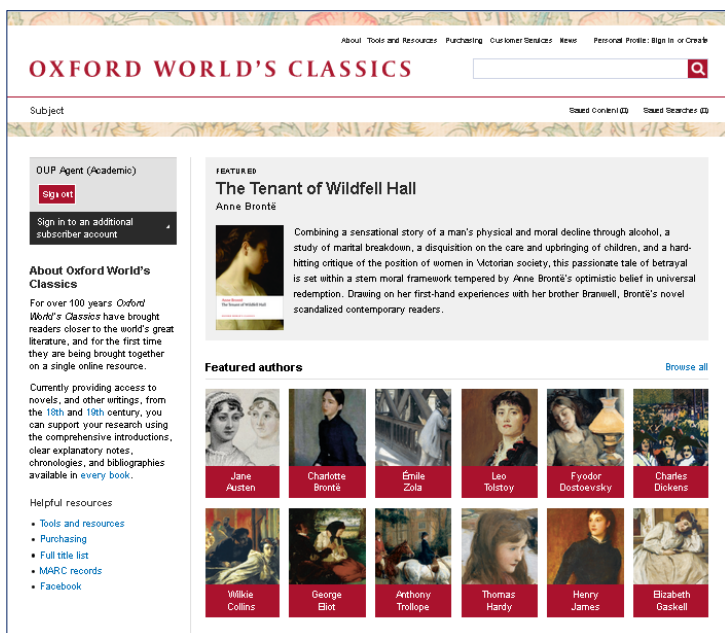 About Tools and Resources Purchasing Customer Services News Personal Profile: Sign in or Create
OXFORD WORLD'S CLASSICS
Subject
Saved Content (0) Saved Searches (0)
OUP Agent (Academic)
Sign out
Sign in to an additional
subscriber account
About Oxford World's
Classics
For over 100 years Oxford
World's Classics have brought
readers closer to the world's great
literature, and for the first time
they are being brought together
on a single online resource.
Currently providing access to
novels, and other writings, from
the 18th and 19th century, you
can support your research using
the comprehensive introductions,
clear explanatory notes,
chronologies, and bibliographies
available in every book.
Helpful resources
Tools and resources
Purchasing
Full title list
MARC records
Facebook
FEATURED
The Tenant of Wildfell Hall
Anne Brontë
Anne Brontë
The Tenant of Wildfell Hall
Combining a sensational story of a man's physical and moral decline through alcohol, a
study of marital breakdown, a disquisition on the care and upbringing of children, and a hard-
hitting critique of the position of women in Victorian society, this passionate tale of betrayal
is set within a stern moral framework tempered by Anne Brontë's optimistic belief in universal
redemption. Drawing on her first-hand experiences with her brother Branwell, Brontë's novel
scandalized contemporary readers.
Featured authors
Browse all
Jane
Austen
Charlotte
Brontë
Émile
Zola
Leo
Tolstoy
Fyodor
Dostoevsky
Charles
Dickens
Wilkie
Collins
George
Eliot
Anthony
Trollope
Thomas
Hardy
Henry
James
Elizabeth
Gaskell